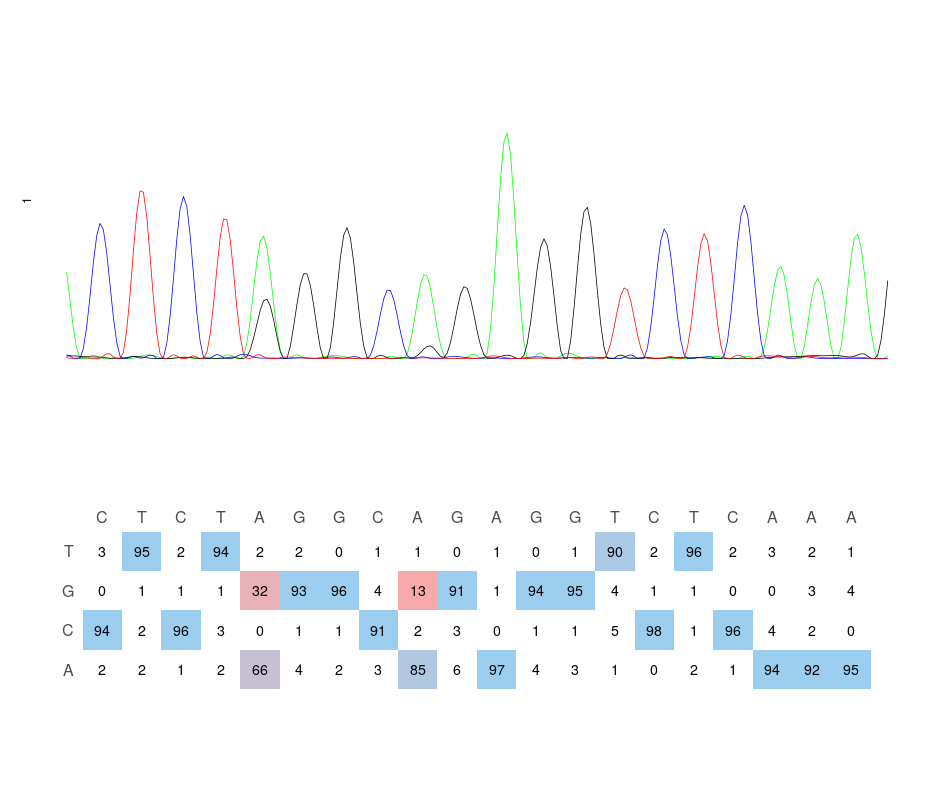 1
C T C T A G G C A G A G G T C T C A A A
T 3 95 2 94 2 2 0 1 1 0 1 0 1 90 2 96 2 3 2 1
G 0 1 1 1 32 93 96 4 13 91 1 94 95 4 1 1 0 0 3 4
C 94 2 96 3 0 1 1 91 2 3 0 1 1 5 98 1 96 4 2 0
A 2 2 1 2 66 4 2 3 85 6 97 4 3 1 0 2 1 94 92 95